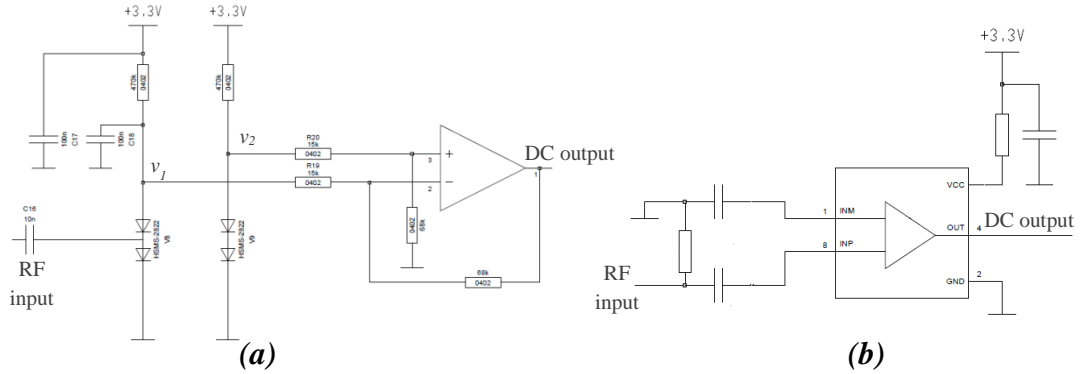 +3.3V
+3.3V
470k
0402
470k
0402
100n
C17
100n
C18
v1
v2
R20
15k
0402
R19
15k
0402
3
+
2
−
1
DC output
0402
68k
68k
0402
C16
10n
HSMS-2822
V8
HSMS-2822
V9
RF
input
(a)
+3.3V
VCC
1
INM
8
INP
OUT
4
DC output
GND
2
RF
input
(b)